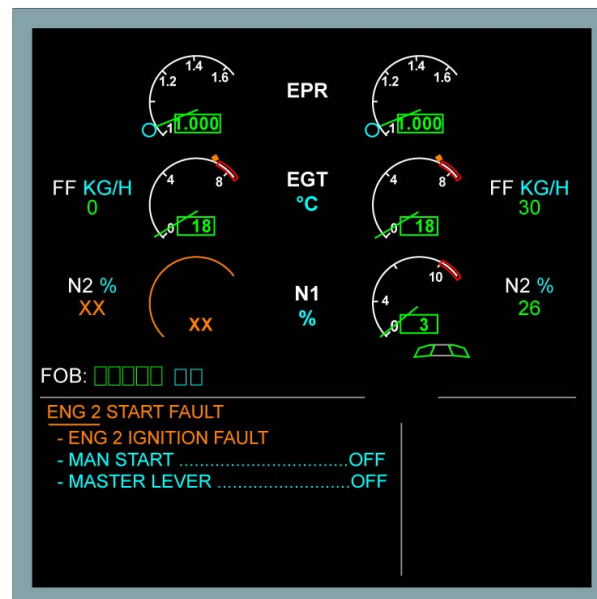 1.2 1.4 1.6 EPR 1.2 1.4 1.6
1 1.000 1 1.000
FF KG/H 4 8 EGT 4 8 FF KG/H
0 °C 30
0 18 0 18
N2 % N1 10 N2 %
XX XX % 4 26
0 3
FOB:
ENG 2 START FAULT
- ENG 2 IGNITION FAULT
- MAN START .................................OFF
- MASTER LEVER ..........................OFF